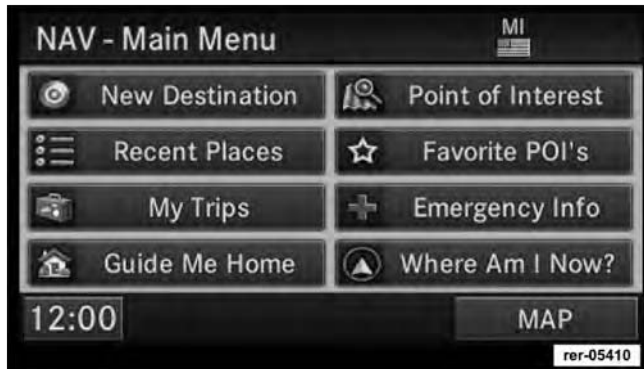 NAV - Main Menu
MI
New Destination
Point of Interest
Recent Places
Favorite POI's
My Trips
Emergency Info
Guide Me Home
Where Am I Now?
12:00
MAP
rer-05410